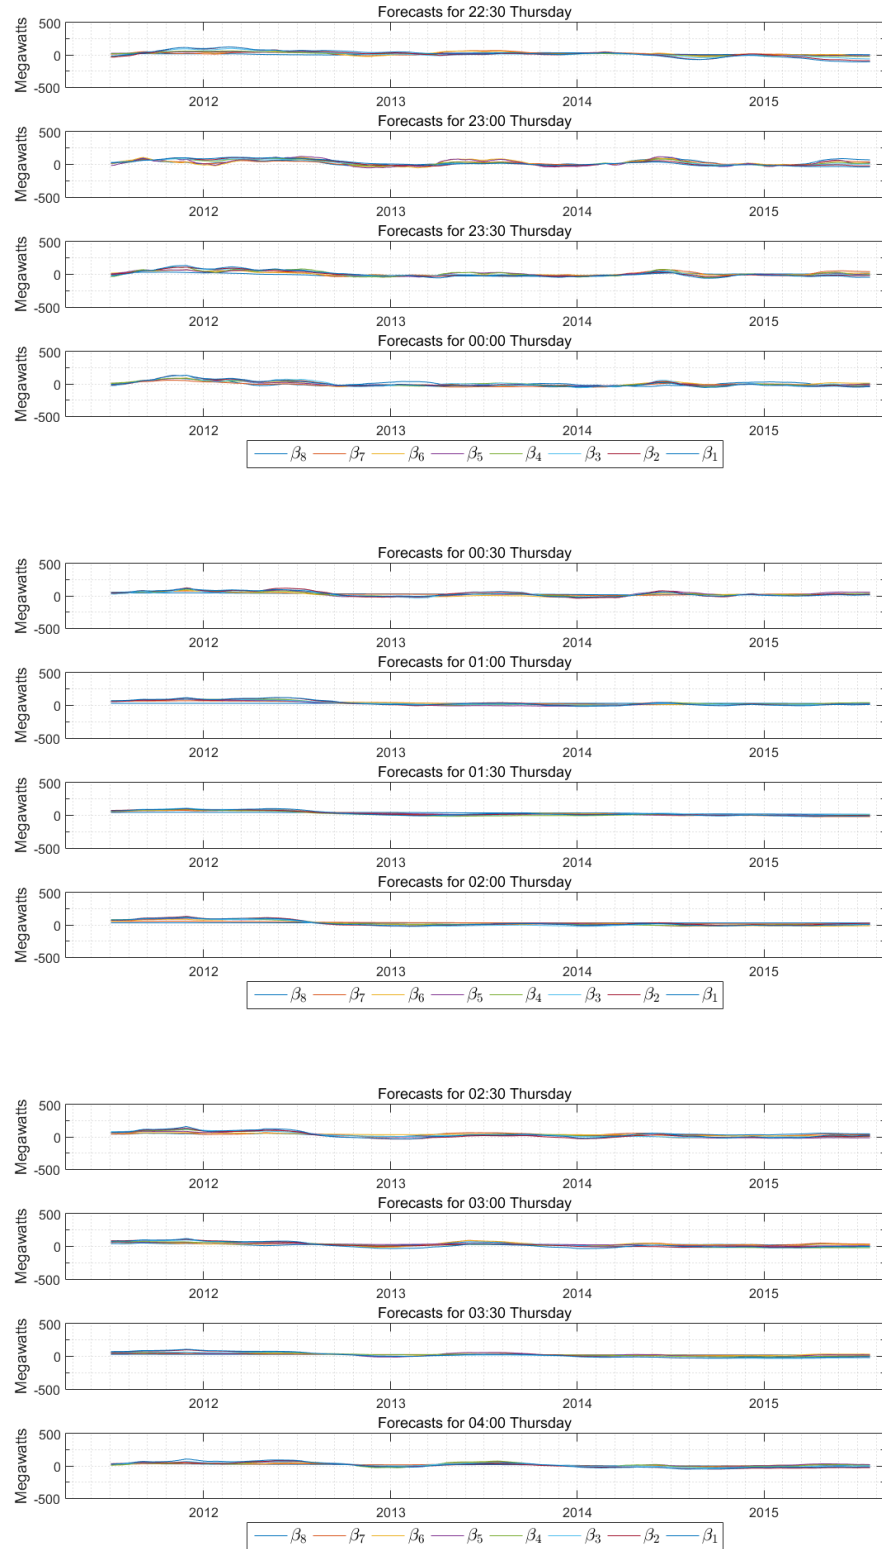 Forecasts for 22:30 Thursday
Megawatts
500
0
-500
2012 2013 2014 2015
Forecasts for 23:00 Thursday
Megawatts
500
0
-500
2012 2013 2014 2015
Forecasts for 23:30 Thursday
Megawatts
500
0
-500
2012 2013 2014 2015
Forecasts for 00:00 Thursday
Megawatts
500
0
-500
2012 2013 2014 2015
β₈ β₇ β₆ β₅ β₄ β₃ β₂ β₁
Forecasts for 00:30 Thursday
Megawatts
500
0
-500
2012 2013 2014 2015
Forecasts for 01:00 Thursday
Megawatts
500
0
-500
2012 2013 2014 2015
Forecasts for 01:30 Thursday
Megawatts
500
0
-500
2012 2013 2014 2015
Forecasts for 02:00 Thursday
Megawatts
500
0
-500
2012 2013 2014 2015
β₈ β₇ β₆ β₅ β₄ β₃ β₂ β₁
Forecasts for 02:30 Thursday
Megawatts
500
0
-500
2012 2013 2014 2015
Forecasts for 03:00 Thursday
Megawatts
500
0
-500
2012 2013 2014 2015
Forecasts for 03:30 Thursday
Megawatts
500
0
-500
2012 2013 2014 2015
Forecasts for 04:00 Thursday
Megawatts
500
0
-500
2012 2013 2014 2015
β₈ β₇ β₆ β₅ β₄ β₃ β₂ β₁